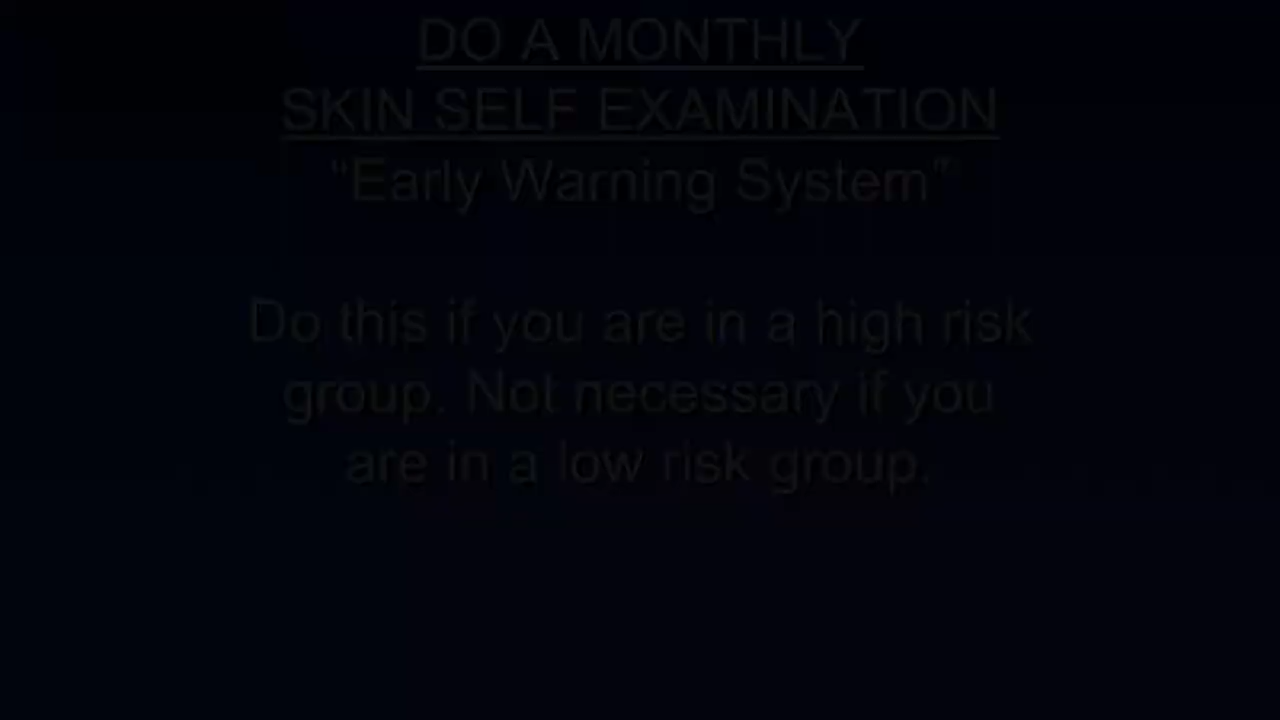 DO A MONTHLY
SKIN SELF EXAMINATION
"Early Warning System"
Do this if you are in a high risk
group. Not necessary if you
are in a low risk group.